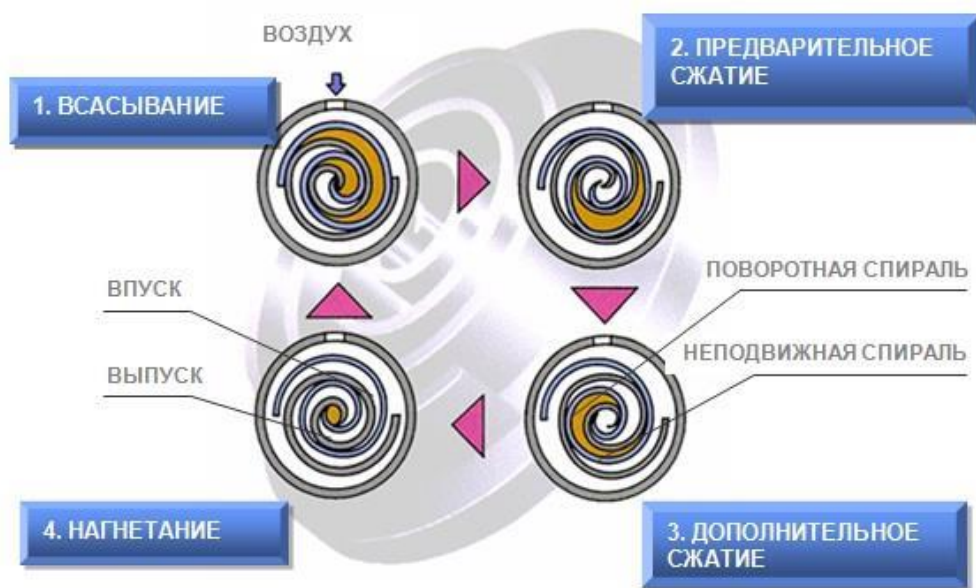 ВОЗДУХ
1. ВСАСЫВАНИЕ
2. ПРЕДВАРИТЕЛЬНОЕ
СЖАТИЕ
ВПУСК
ВЫПУСК
ПОВОРОТНАЯ СПИРАЛЬ
НЕПОДВИЖНАЯ СПИРАЛЬ
4. НАГНЕТАНИЕ
3. ДОПОЛНИТЕЛЬНОЕ
СЖАТИЕ